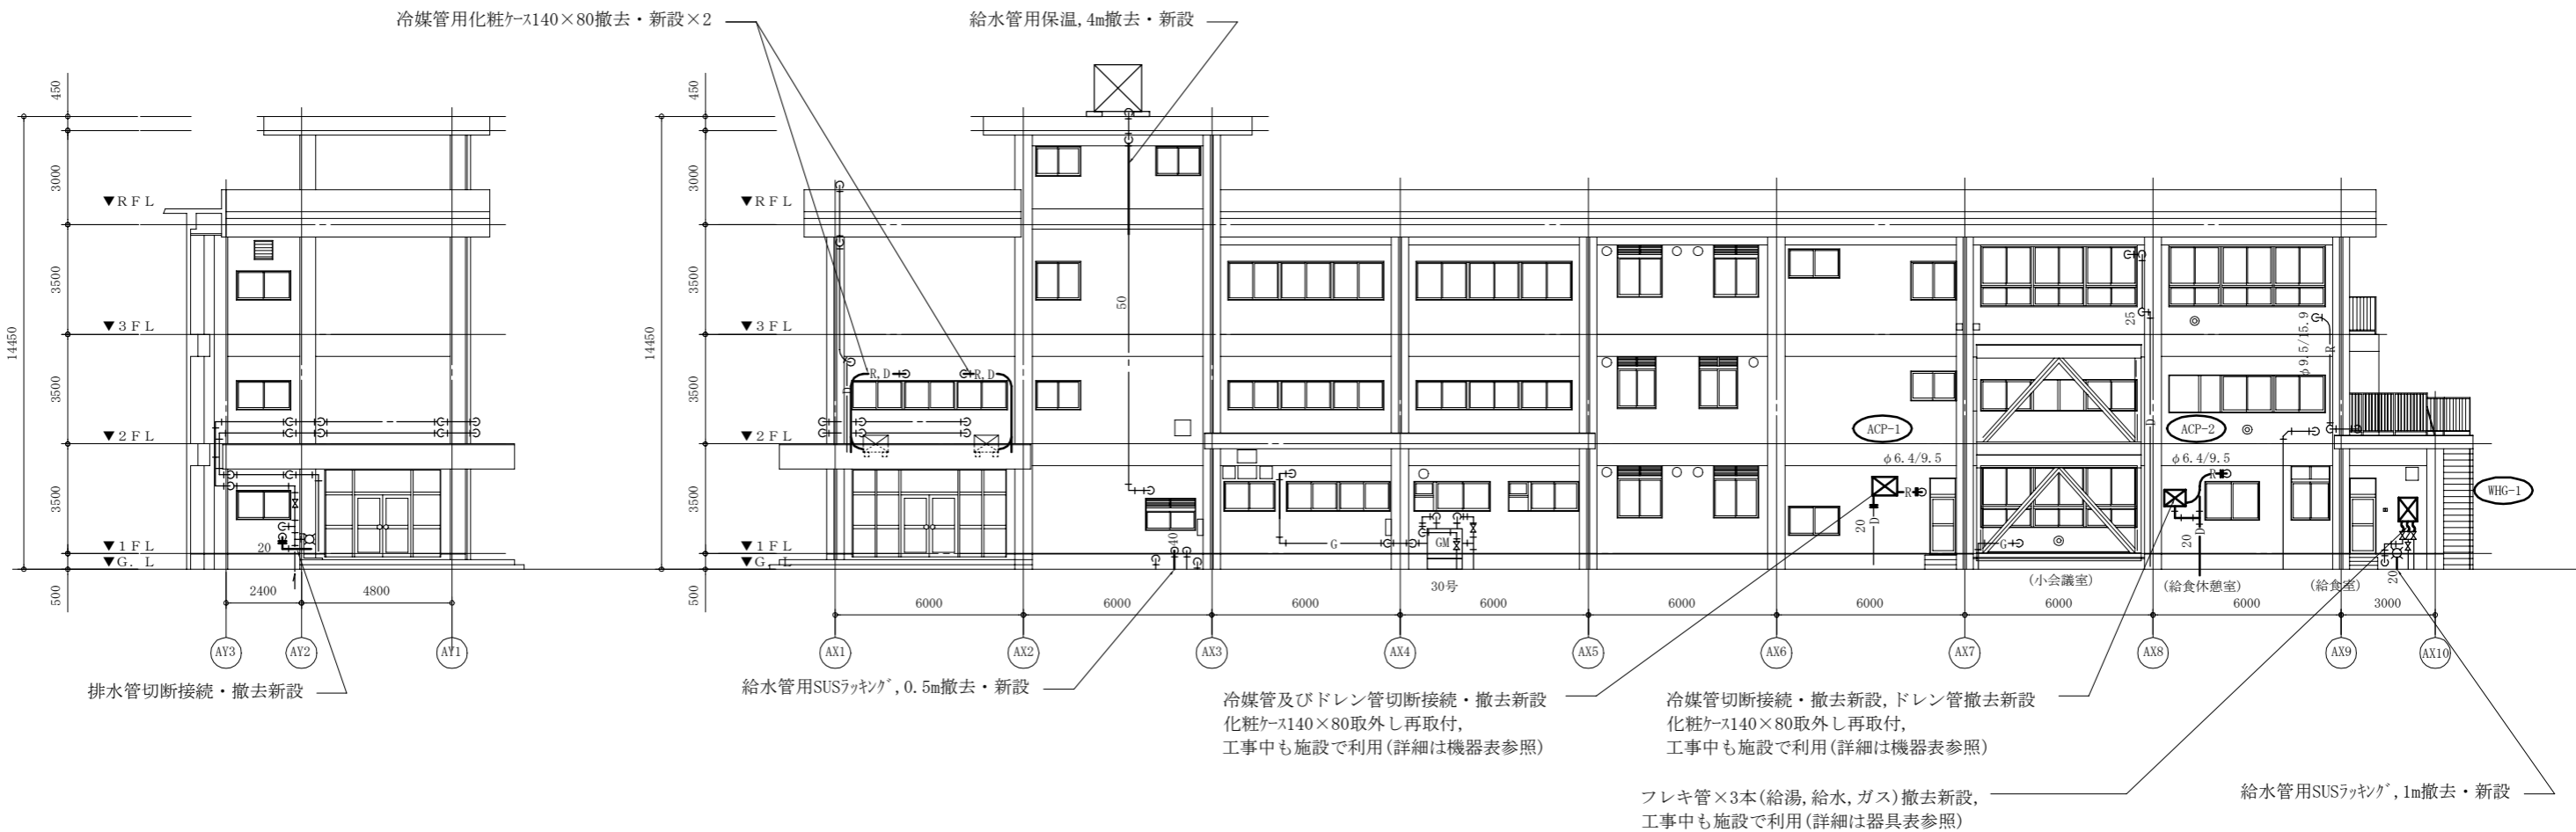 冷媒管用化粧ｹｰｽ140×80撤去・新設×2
給水管用保温,4m撤去・新設
450
3000
3500
3500
3500
500
14450
▼RFL
▼3FL
▼2FL
▼1FL
▼G.L
20
2400
4800
AY3
AY2
AY1
排水管切断接続・撤去新設
450
3000
3500
3500
3500
500
14450
▼RFL
▼3FL
▼2FL
▼1FL
▼G.L
R,D
R,D
D
50
40
G
GM
30号
ACP-1
φ6.4/9.5
R
20
D
G
25
D
(小会議室)
ACP-2
φ6.4/9.5
R
20
D
(給食休憩室)
φ9.5/15.9
R
(給食室)
20
WHG-1
6000
6000
6000
6000
6000
6000
6000
6000
3000
AX1
AX2
AX3
AX4
AX5
AX6
AX7
AX8
AX9
AX10
給水管用SUSﾗｯｷﾝｸﾞ,0.5m撤去・新設
冷媒管及びドレン管切断接続・撤去新設
化粧ｹｰｽ140×80取外し再取付,
工事中も施設で利用(詳細は機器表参照)
冷媒管切断接続・撤去新設,ドレン管撤去新設
化粧ｹｰｽ140×80取外し再取付,
工事中も施設で利用(詳細は機器表参照)
フレキ管×3本(給湯,給水,ガス)撤去新設,
工事中も施設で利用(詳細は器具表参照)
給水管用SUSﾗｯｷﾝｸﾞ,1m撤去・新設